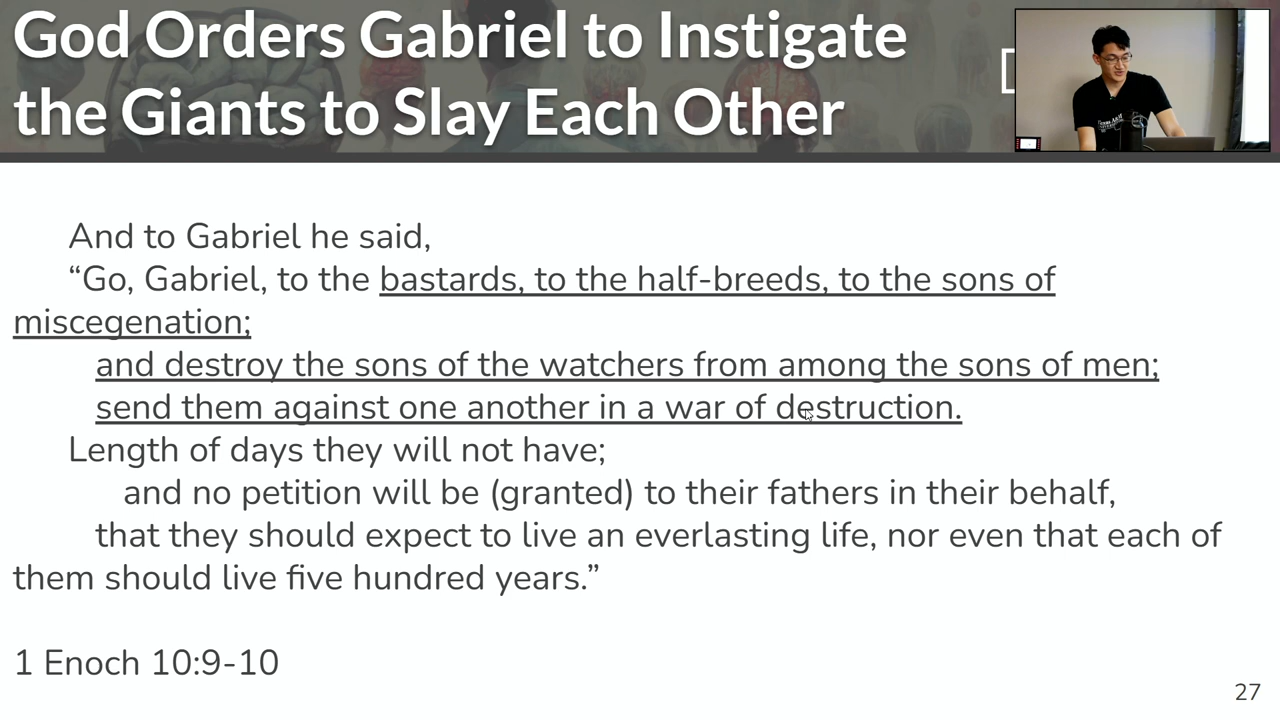 God Orders Gabriel to Instigate
the Giants to Slay Each Other
And to Gabriel he said,
“Go, Gabriel, to the bastards, to the half-breeds, to the sons of
miscegenation;
and destroy the sons of the watchers from among the sons of men;
send them against one another in a war of destruction.
Length of days they will not have;
and no petition will be (granted) to their fathers in their behalf,
that they should expect to live an everlasting life, nor even that each of
them should live five hundred years.”
1 Enoch 10:9-10
27